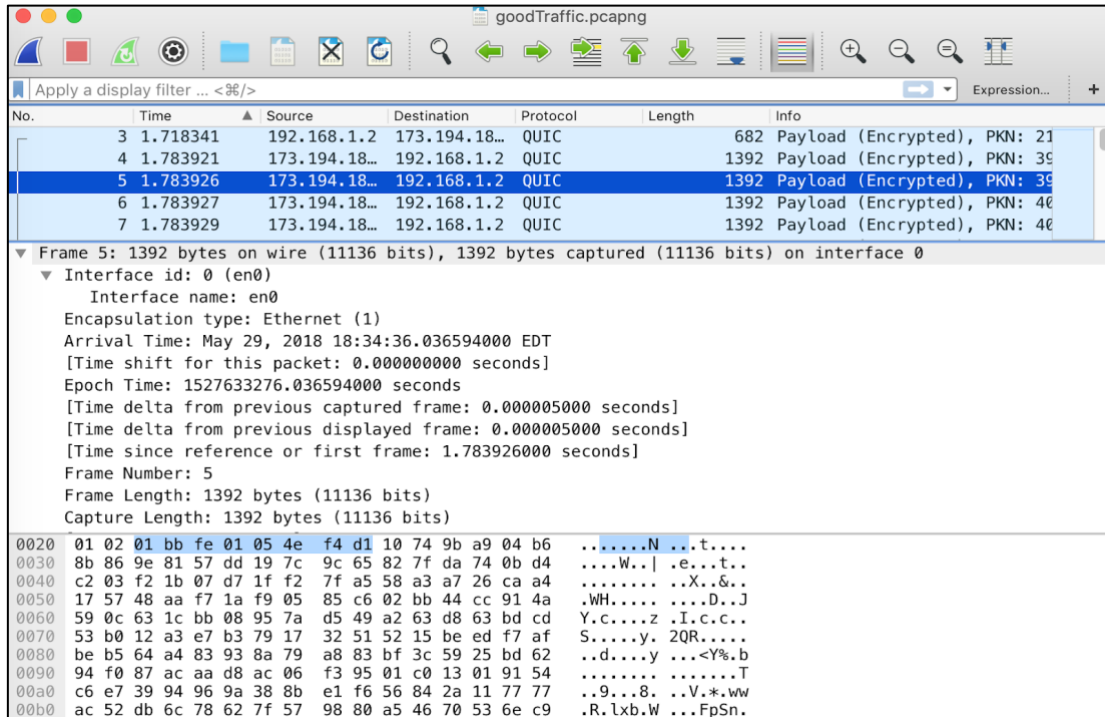 goodTraffic.pcapng
Apply a display filter ... <⌘/>
Expression...
+
No. Time Source Destination Protocol Length Info
3 1.718341 192.168.1.2 173.194.18… QUIC 682 Payload (Encrypted), PKN: 21
4 1.783921 173.194.18… 192.168.1.2 QUIC 1392 Payload (Encrypted), PKN: 39
5 1.783926 173.194.18… 192.168.1.2 QUIC 1392 Payload (Encrypted), PKN: 39
6 1.783927 173.194.18… 192.168.1.2 QUIC 1392 Payload (Encrypted), PKN: 40
7 1.783929 173.194.18… 192.168.1.2 QUIC 1392 Payload (Encrypted), PKN: 40
Frame 5: 1392 bytes on wire (11136 bits), 1392 bytes captured (11136 bits) on interface 0
Interface id: 0 (en0)
Interface name: en0
Encapsulation type: Ethernet (1)
Arrival Time: May 29, 2018 18:34:36.036594000 EDT
[Time shift for this packet: 0.000000000 seconds]
Epoch Time: 1527633276.036594000 seconds
[Time delta from previous captured frame: 0.000005000 seconds]
[Time delta from previous displayed frame: 0.000005000 seconds]
[Time since reference or first frame: 1.783926000 seconds]
Frame Number: 5
Frame Length: 1392 bytes (11136 bits)
Capture Length: 1392 bytes (11136 bits)
0020 01 02 01 bb fe 01 05 4e f4 d1 10 74 9b a9 04 b6 .......N ...t....
0030 8b 86 9e 81 57 dd 19 7c 9c 65 82 7f da 74 0b d4 ....W..| .e...t..
0040 c2 03 f2 1b 07 d7 1f f2 7f a5 58 a3 a7 26 ca a4 ........ ..X..&..
0050 17 57 48 aa f7 1a f9 05 85 c6 02 bb 44 cc 91 4a .WH..... ....D..J
0060 59 0c 63 1c bb 08 95 7a d5 49 a2 63 d8 63 bd cd Y.c....z .I.c.c..
0070 53 b0 12 a3 e7 b3 79 17 32 51 52 15 be ed f7 af S.....y. 2QR.....
0080 be b5 64 a4 83 93 8a 79 a8 83 bf 3c 59 25 bd 62 ..d....y ...<Y%.b
0090 94 f0 87 ac aa d8 ac 06 f3 95 01 c0 13 01 91 54 ........ .......T
00a0 c6 e7 39 94 96 9a 38 8b e1 f6 56 84 2a 11 77 77 ..9...8. ..V.*.ww
00b0 ac 52 db 6c 78 62 7f 57 98 80 a5 46 70 53 6e c9 .R.lxb.W ...FpSn.